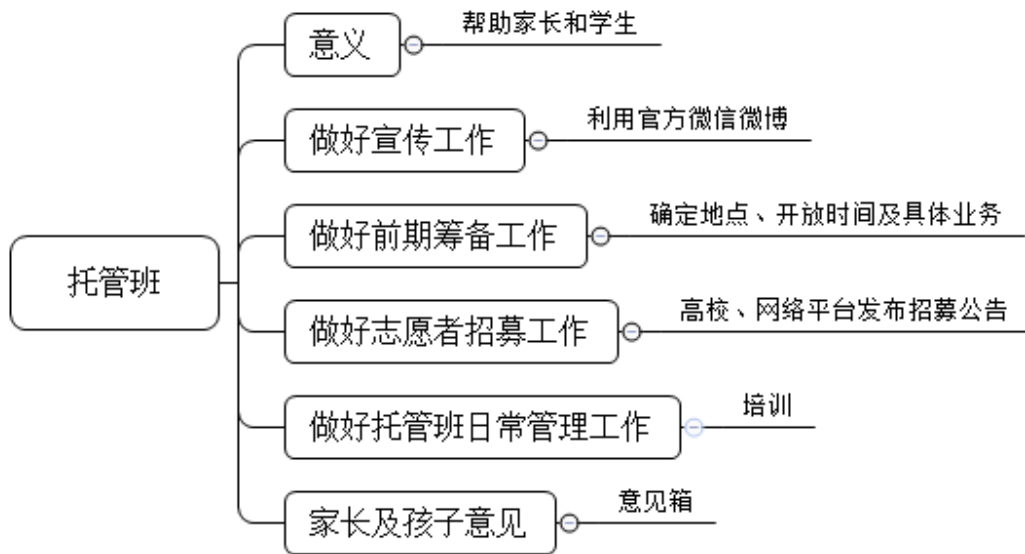 帮助家长和学生
意义
利用官方微信微博
做好宣传工作
确定地点、开放时间及具体业务
做好前期筹备工作
托管班
高校、网络平台发布招募公告
做好志愿者招募工作
培训
做好托管班日常管理工作
意见箱
家长及孩子意见